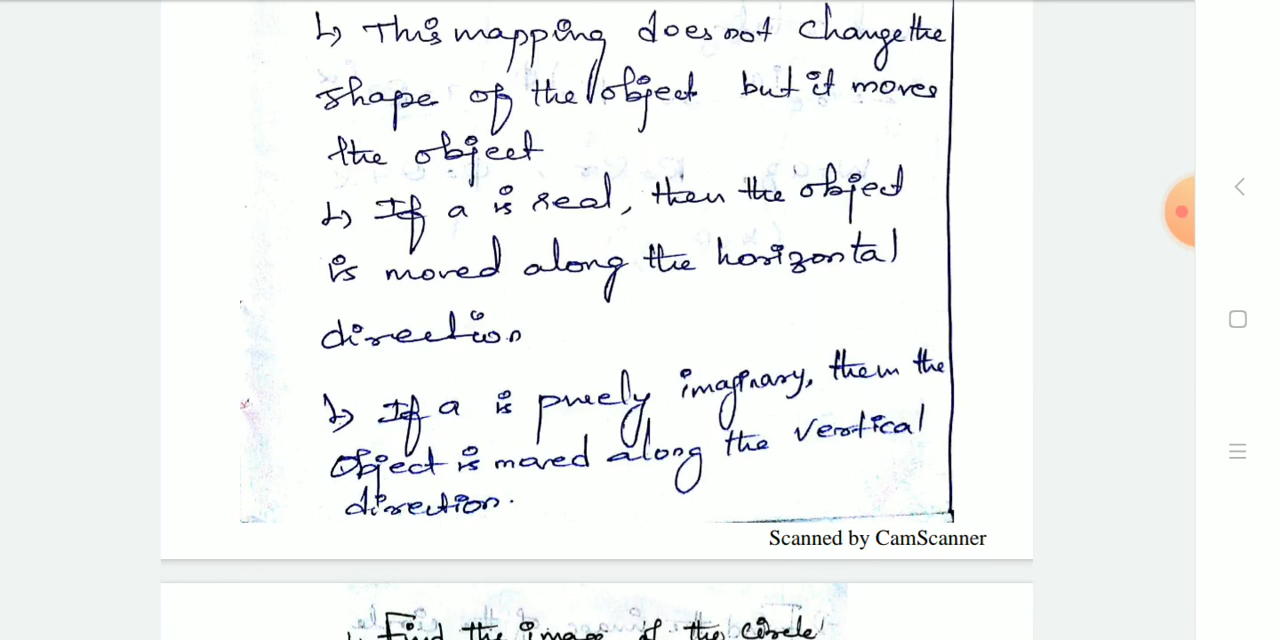 ↳ This mapping does not change the
shape of the object but it moves
the object
↳ If a is real, then the object
is moved along the horizontal
direction
↳ If a is purely imaginary, then the
object is moved along the vertical
direction.
Scanned by CamScanner
Find the image of the circle